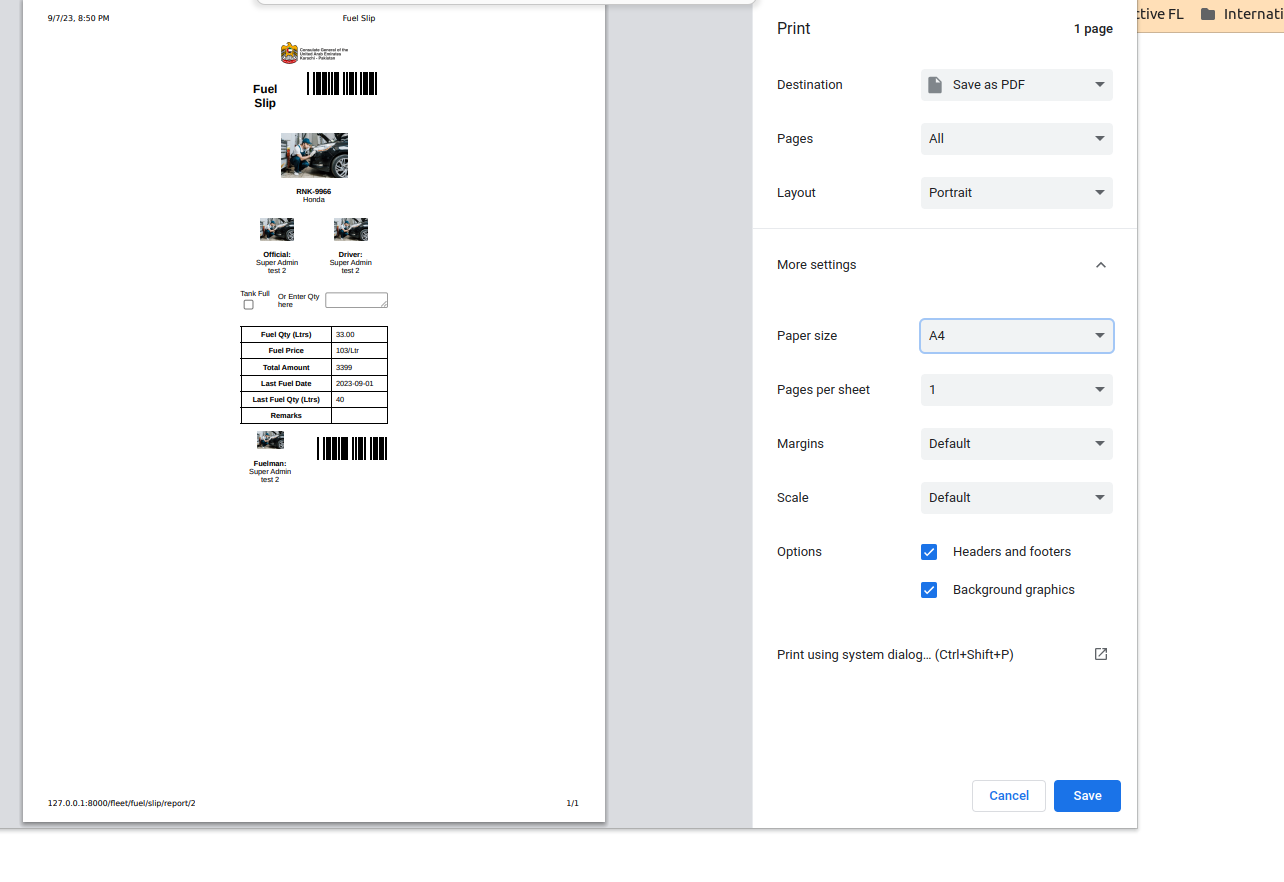 9/7/23, 8:50 PM
Fuel Slip
Consulate General of the
United Arab Emirates
Karachi - Pakistan
Fuel
Slip
RNK-9966
Honda
Official:
Super Admin
test 2
Driver:
Super Admin
test 2
Tank Full
Or Enter Qty
here
Fuel Qty (Ltrs) 33.00
Fuel Price 103/Ltr
Total Amount 3399
Last Fuel Date 2023-09-01
Last Fuel Qty (Ltrs) 40
Remarks
Fuelman:
Super Admin
test 2
127.0.0.1:8000/fleet/fuel/slip/report/2
1/1
Print 1 page
Destination Save as PDF
Pages All
Layout Portrait
More settings
Paper size A4
Pages per sheet 1
Margins Default
Scale Default
Options Headers and footers
Background graphics
Print using system dialog... (Ctrl+Shift+P)
Cancel Save
ctive FL Internati